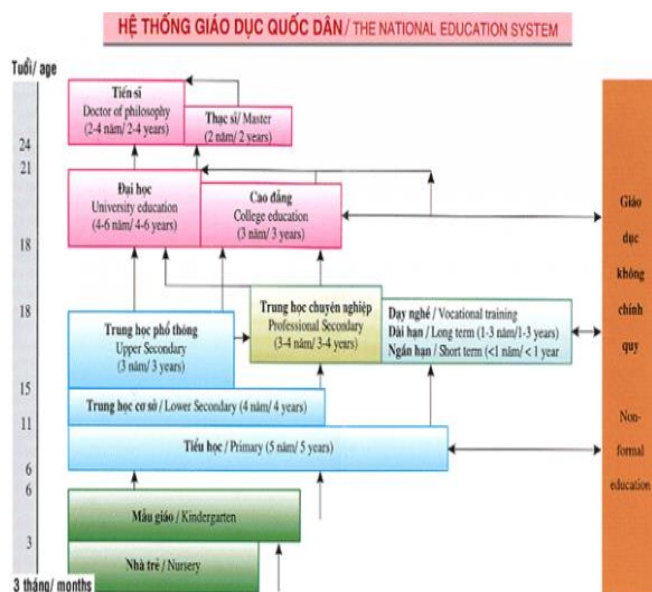 HỆ THỐNG GIÁO DỤC QUỐC DÂN / THE NATIONAL EDUCATION SYSTEM
Tuổi/ age
Tiến sĩ
Doctor of philosophy
(2-4 năm/ 2-4 years)
Thạc sĩ/ Master
(2 năm/ 2 years)
24
21
Đại học
University education
(4-6 năm/ 4-6 years)
Cao đẳng
College education
(3 năm/ 3 years)
18
18
Trung học phổ thông
Upper Secondary
(3 năm/ 3 years)
Trung học chuyên nghiệp
Professional Secondary
(3-4 năm/ 3-4 years)
Dạy nghề / Vocational training
Dài hạn / Long term (1-3 năm/1-3 years)
Ngắn hạn / Short term (<1 năm/ < 1 year
15
Trung học cơ sở / Lower Secondary (4 năm/ 4 years)
11
Tiểu học / Primary (5 năm/ 5 years)
6
6
Mẫu giáo / Kindergarten
3
Nhà trẻ / Nursery
3 tháng/ months
Giáo
dục
không
chính
quy
Non-
formal
education